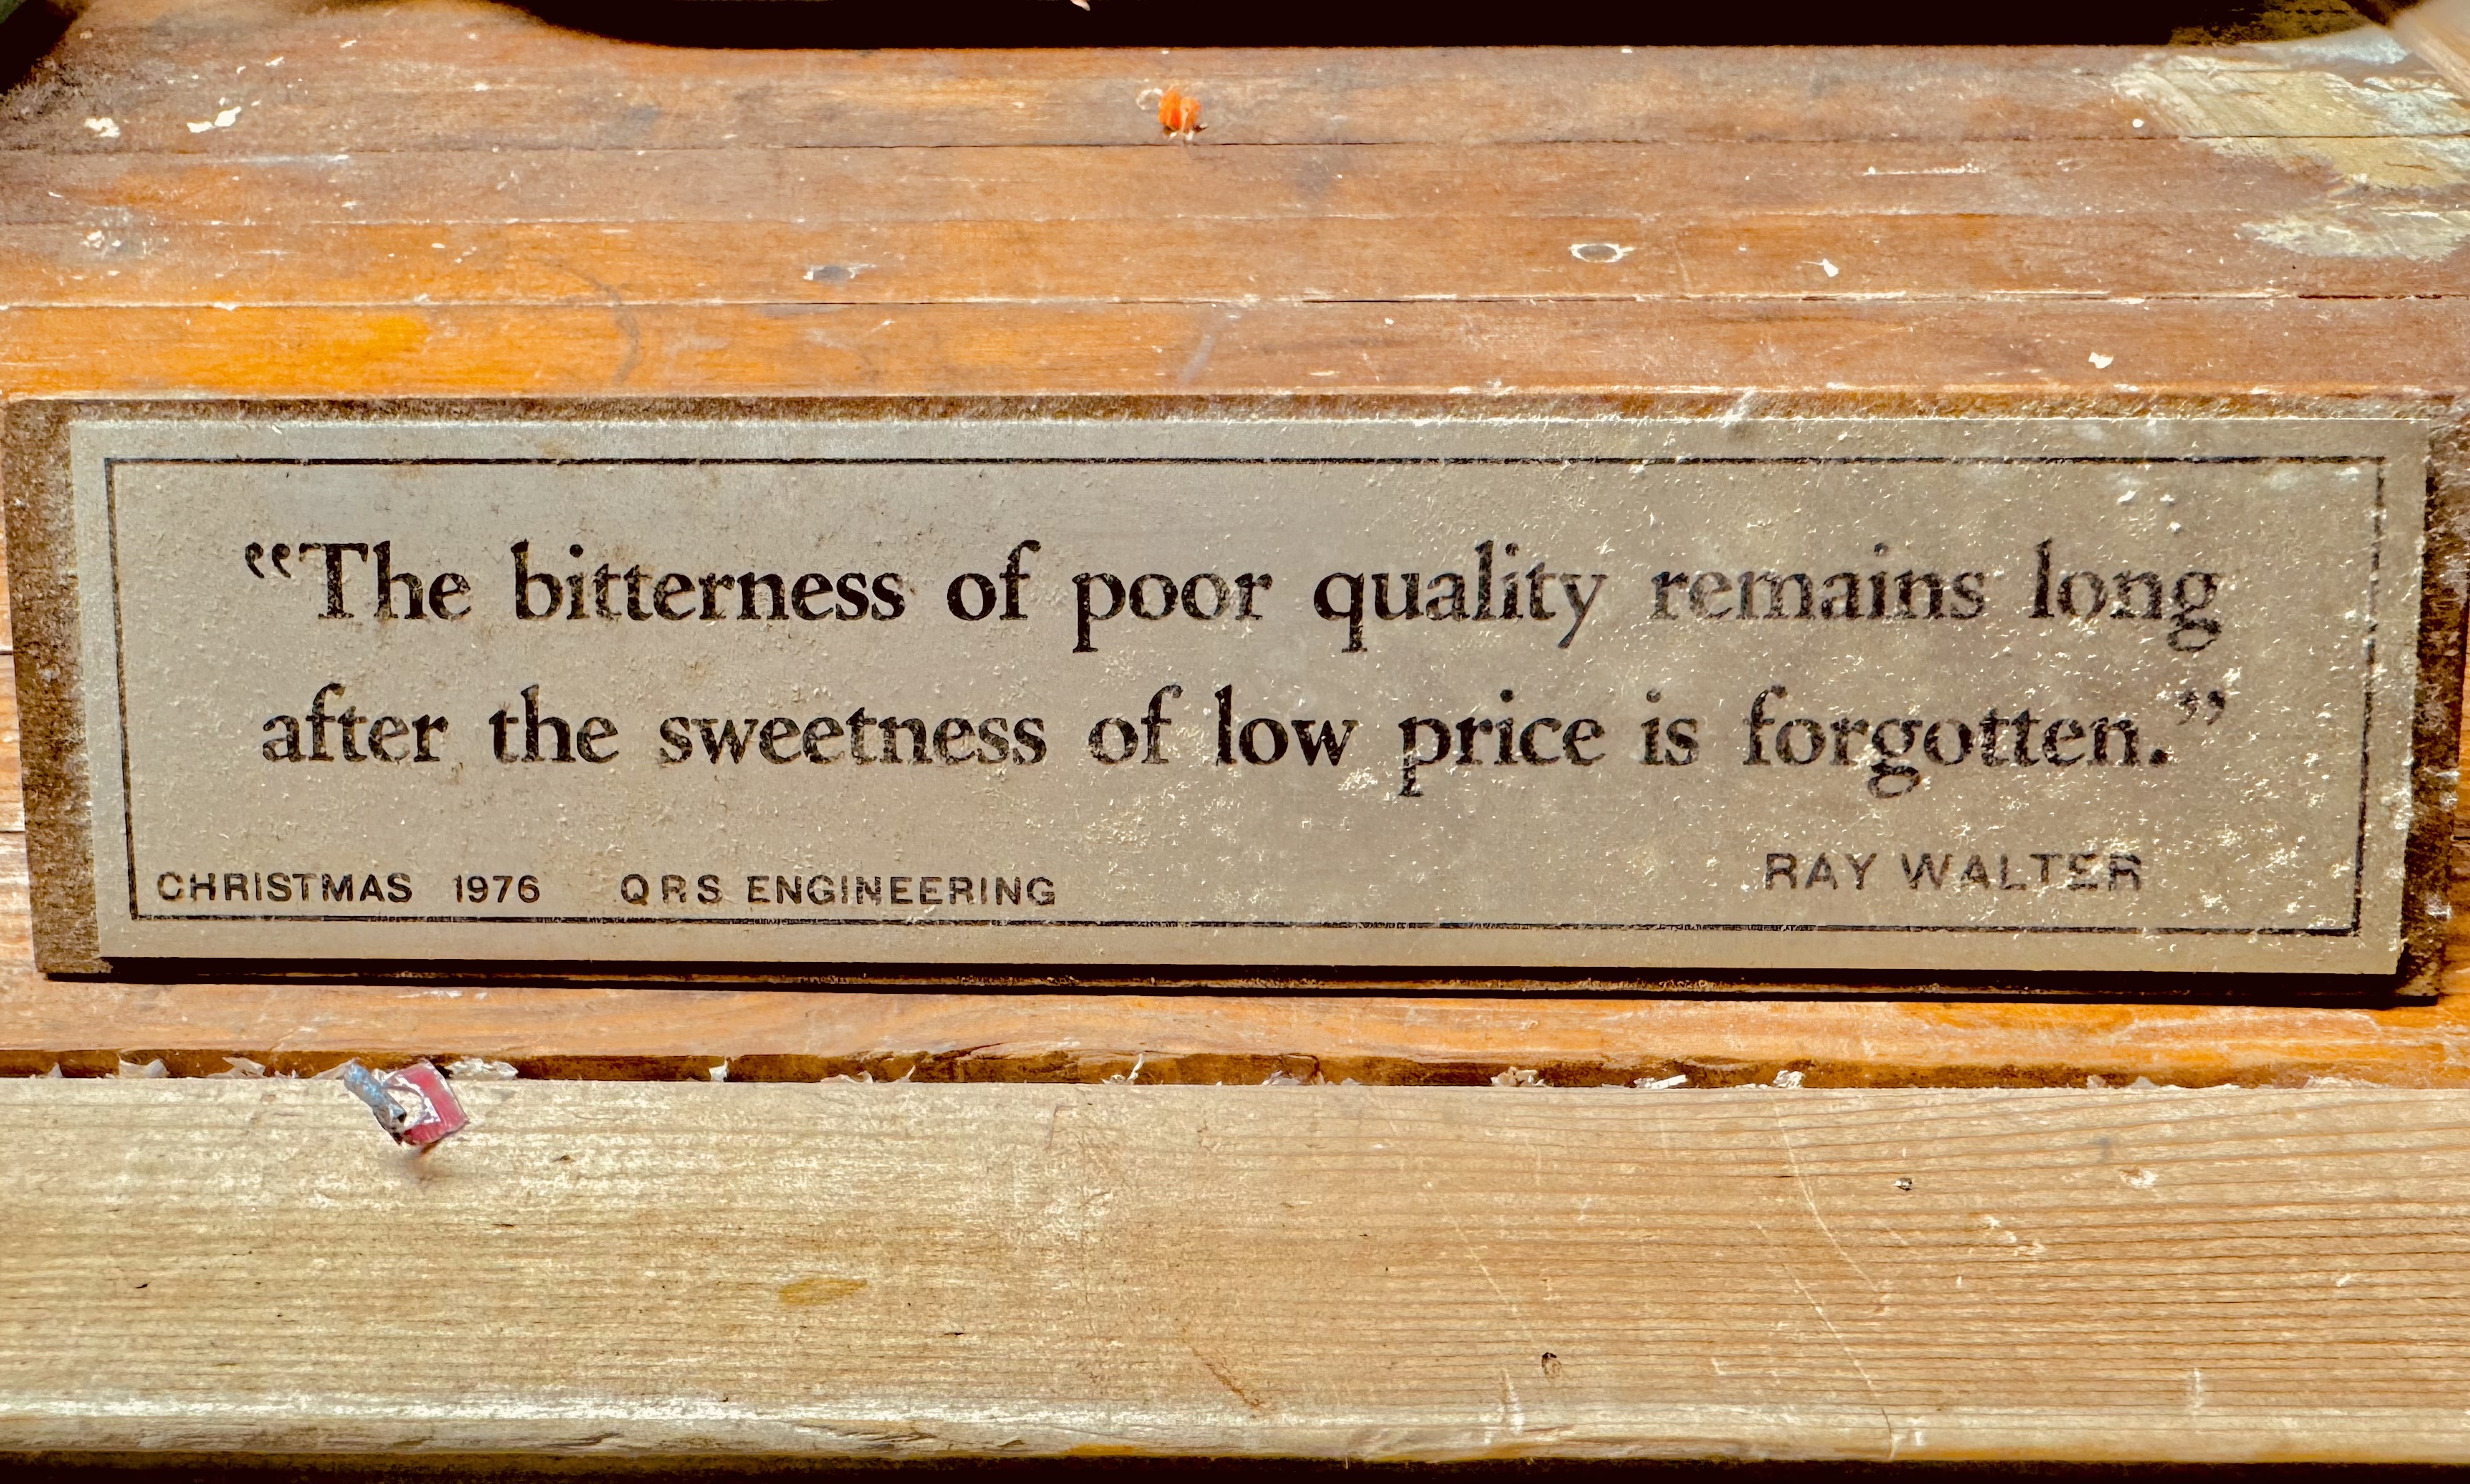 “The bitterness of poor quality remains long
after the sweetness of low price is forgotten.”
CHRISTMAS 1976 QRS ENGINEERING RAY WALTER